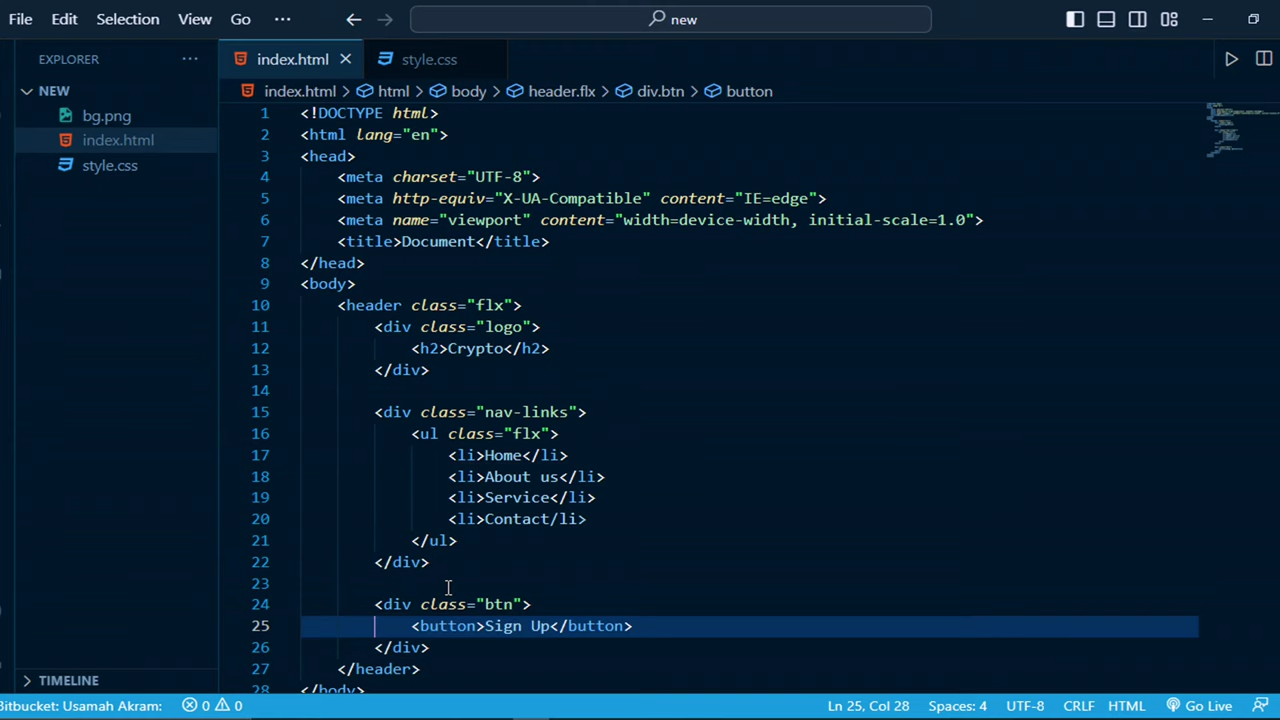 File Edit Selection View Go ··· new
EXPLORER ··· index.html style.css
NEW
bg.png
index.html
style.css
index.html > html > body > header.flx > div.btn > button
1 <!DOCTYPE html>
2 <html lang="en">
3 <head>
4 <meta charset="UTF-8">
5 <meta http-equiv="X-UA-Compatible" content="IE=edge">
6 <meta name="viewport" content="width=device-width, initial-scale=1.0">
7 <title>Document</title>
8 </head>
9 <body>
10 <header class="flx">
11 <div class="logo">
12 <h2>Crypto</h2>
13 </div>
14
15 <div class="nav-links">
16 <ul class="flx">
17 <li>Home</li>
18 <li>About us</li>
19 <li>Service</li>
20 <li>Contact/li>
21 </ul>
22 </div>
23
24 <div class="btn">
25 <button>Sign Up</button>
26 </div>
27 </header>
28 </body>
TIMELINE
Bitbucket: Usamah Akram: 0 0 Ln 25, Col 28 Spaces: 4 UTF-8 CRLF HTML Go Live